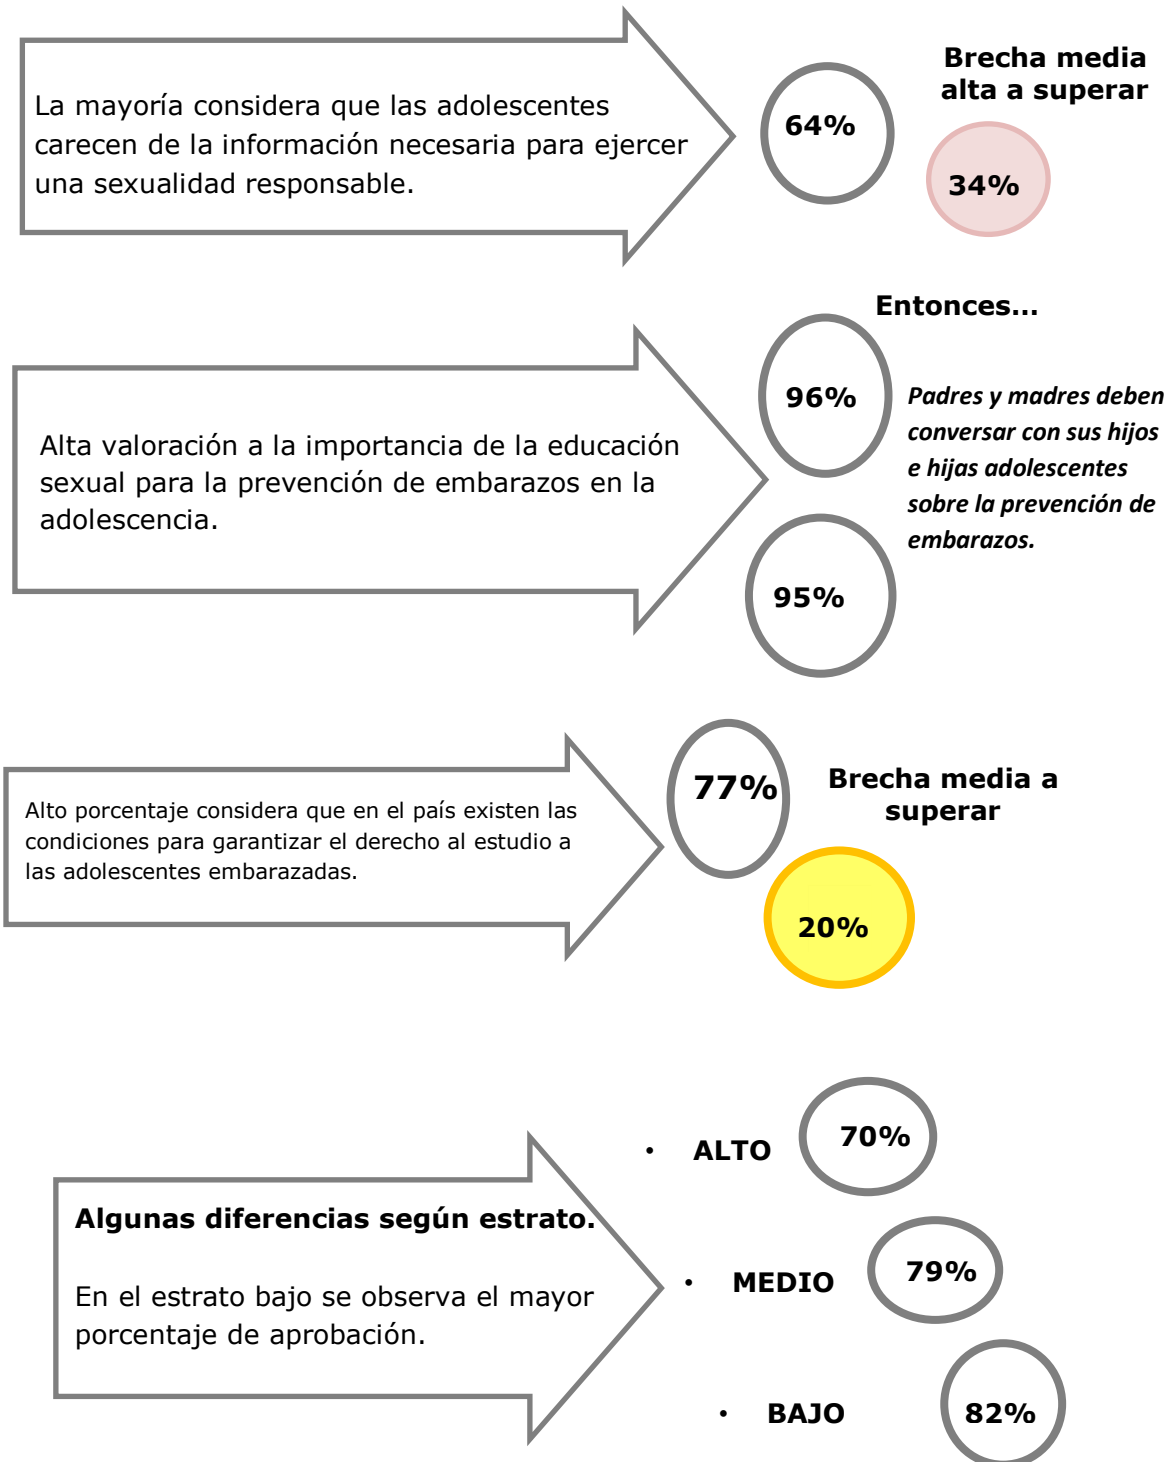 La mayoría considera que las adolescentes
carecen de la información necesaria para ejercer
una sexualidad responsable.
64%
Brecha media
alta a superar
34%
Entonces…
Alta valoración a la importancia de la educación
sexual para la prevención de embarazos en la
adolescencia.
96%
Padres y madres deben
conversar con sus hijos
e hijas adolescentes
sobre la prevención de
embarazos.
95%
Alto porcentaje considera que en el país existen las
condiciones para garantizar el derecho al estudio a
las adolescentes embarazadas.
77%
Brecha media a
superar
20%
Algunas diferencias según estrato.
En el estrato bajo se observa el mayor
porcentaje de aprobación.
• ALTO 70%
• MEDIO 79%
• BAJO 82%